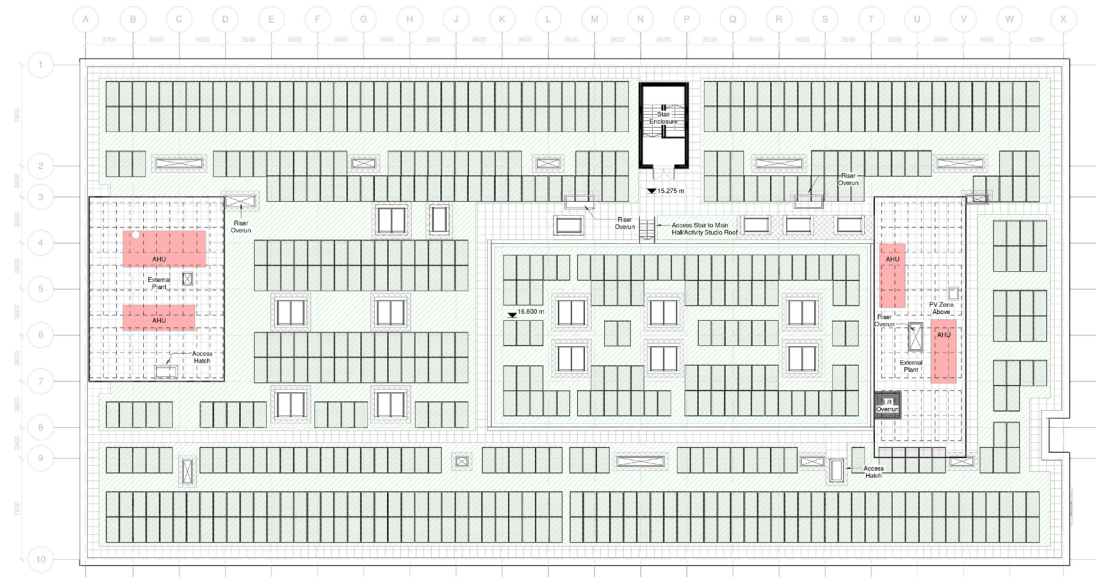 A B C D E F G H J K L M N P Q R S T U V W X
3700
1
Stair
Enclosure
2
Riser
Overun
3
15.275 m
Riser
Overun
Riser
Overun
Access Stair to Main
Hall/Activity Studio Roof
4
AHU
AHU
External
Plant
5
PV Zone
Above
16.600 m
Riser
Overun
AHU
AHU
6
Access
Hatch
External
Plant
7
Lift
Overrun
8
9
Access
Hatch
10